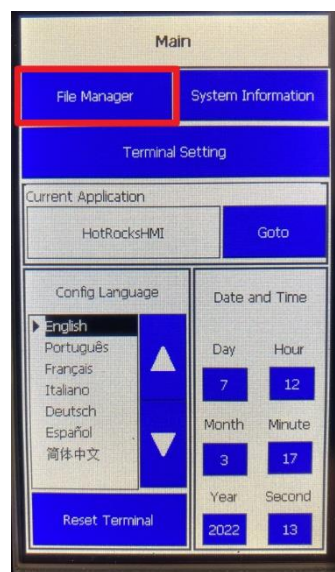 Main
File Manager
System Information
Terminal Setting
Current Application
HotRocksHMI
Goto
Config Language
English
Português
Français
Italiano
Deutsch
Español
简体中文
Reset Terminal
Date and Time
Day Hour
7 12
Month Minute
3 17
Year Second
2022 13